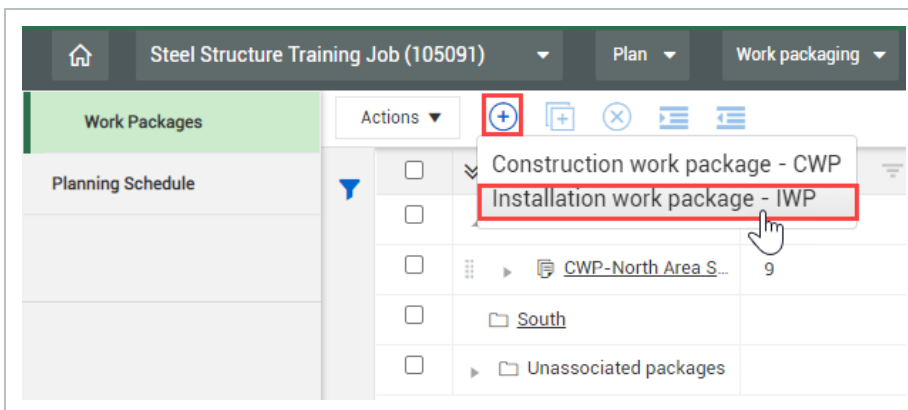 Steel Structure Training Job (105091)
Plan
Work packaging
Work Packages
Actions
Planning Schedule
Construction work package - CWP
Installation work package - IWP
CWP-North Area S...
9
South
Unassociated packages